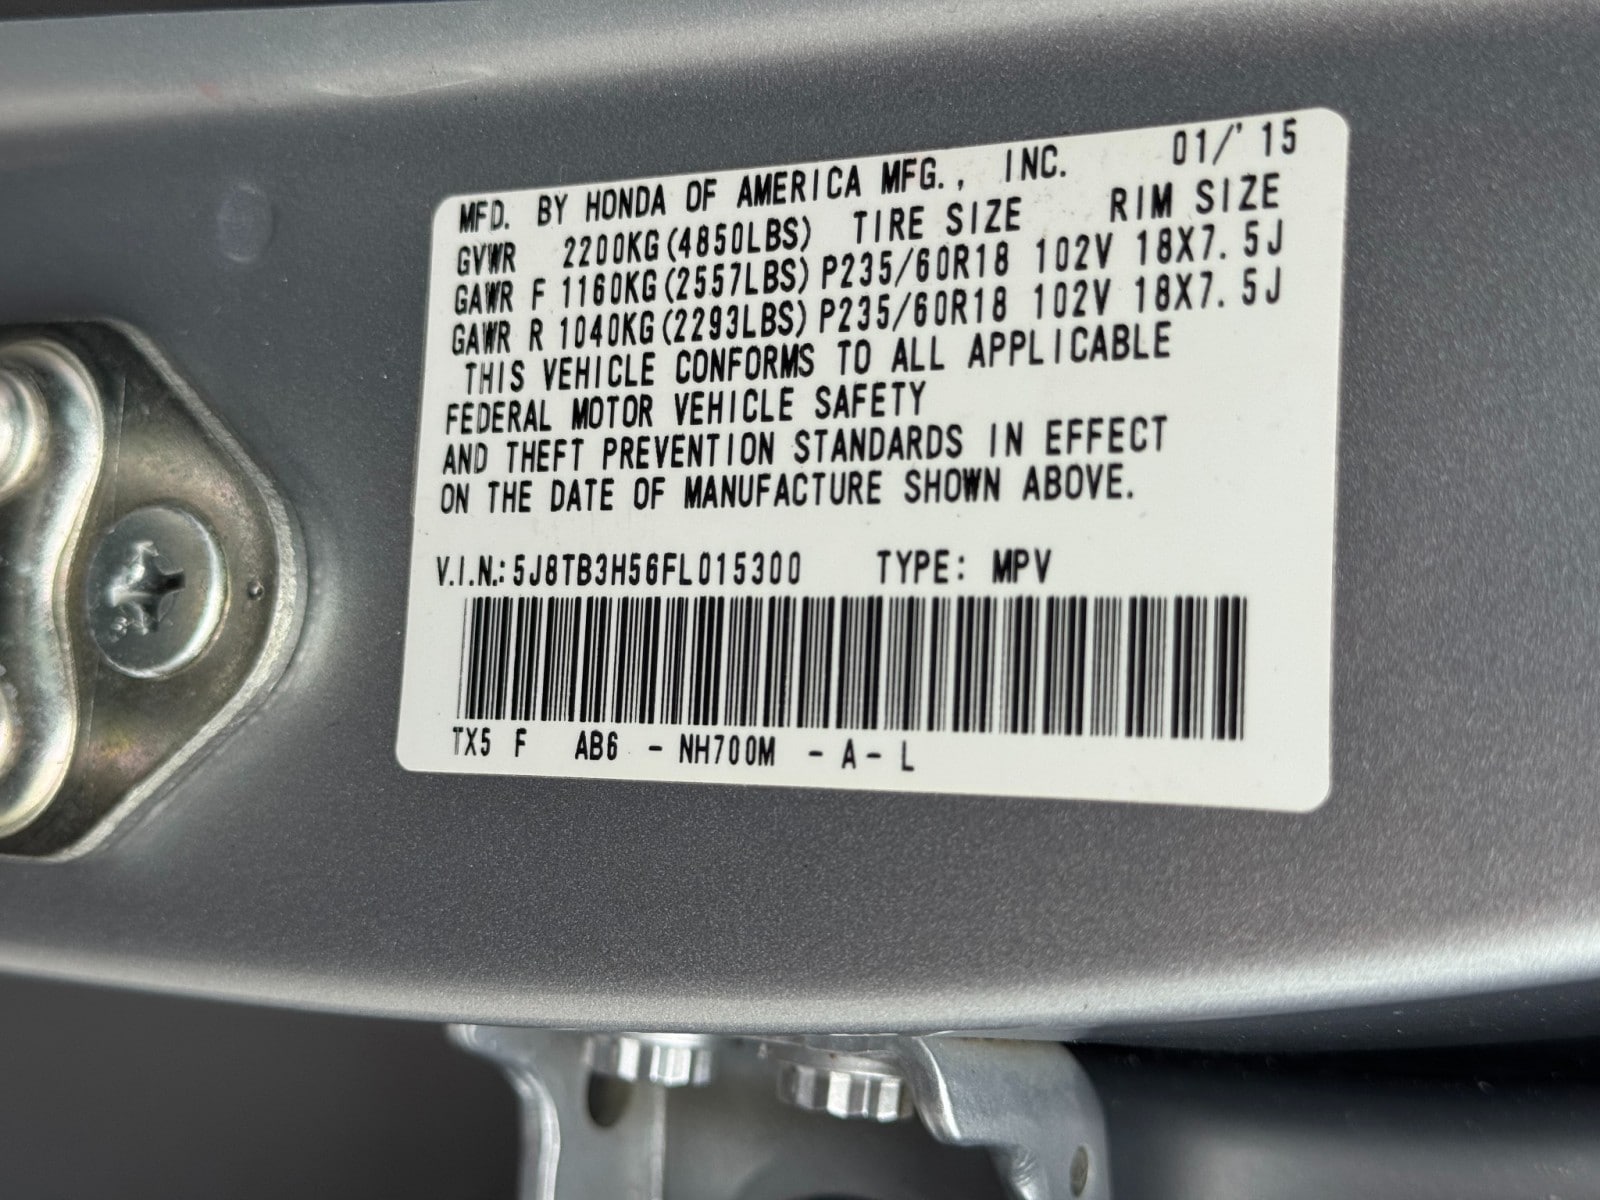 MFD. BY HONDA OF AMERICA MFG., INC. 01/'15
GVWR 2200KG(4850LBS) TIRE SIZE RIM SIZE
GAWR F 1160KG(2557LBS) P235/60R18 102V 18X7.5J
GAWR R 1040KG(2293LBS) P235/60R18 102V 18X7.5J
THIS VEHICLE CONFORMS TO ALL APPLICABLE
FEDERAL MOTOR VEHICLE SAFETY
AND THEFT PREVENTION STANDARDS IN EFFECT
ON THE DATE OF MANUFACTURE SHOWN ABOVE.
V.I.N.: 5J8TB3H56FL015300 TYPE: MPV
TX5 F AB6 - NH700M - A - L